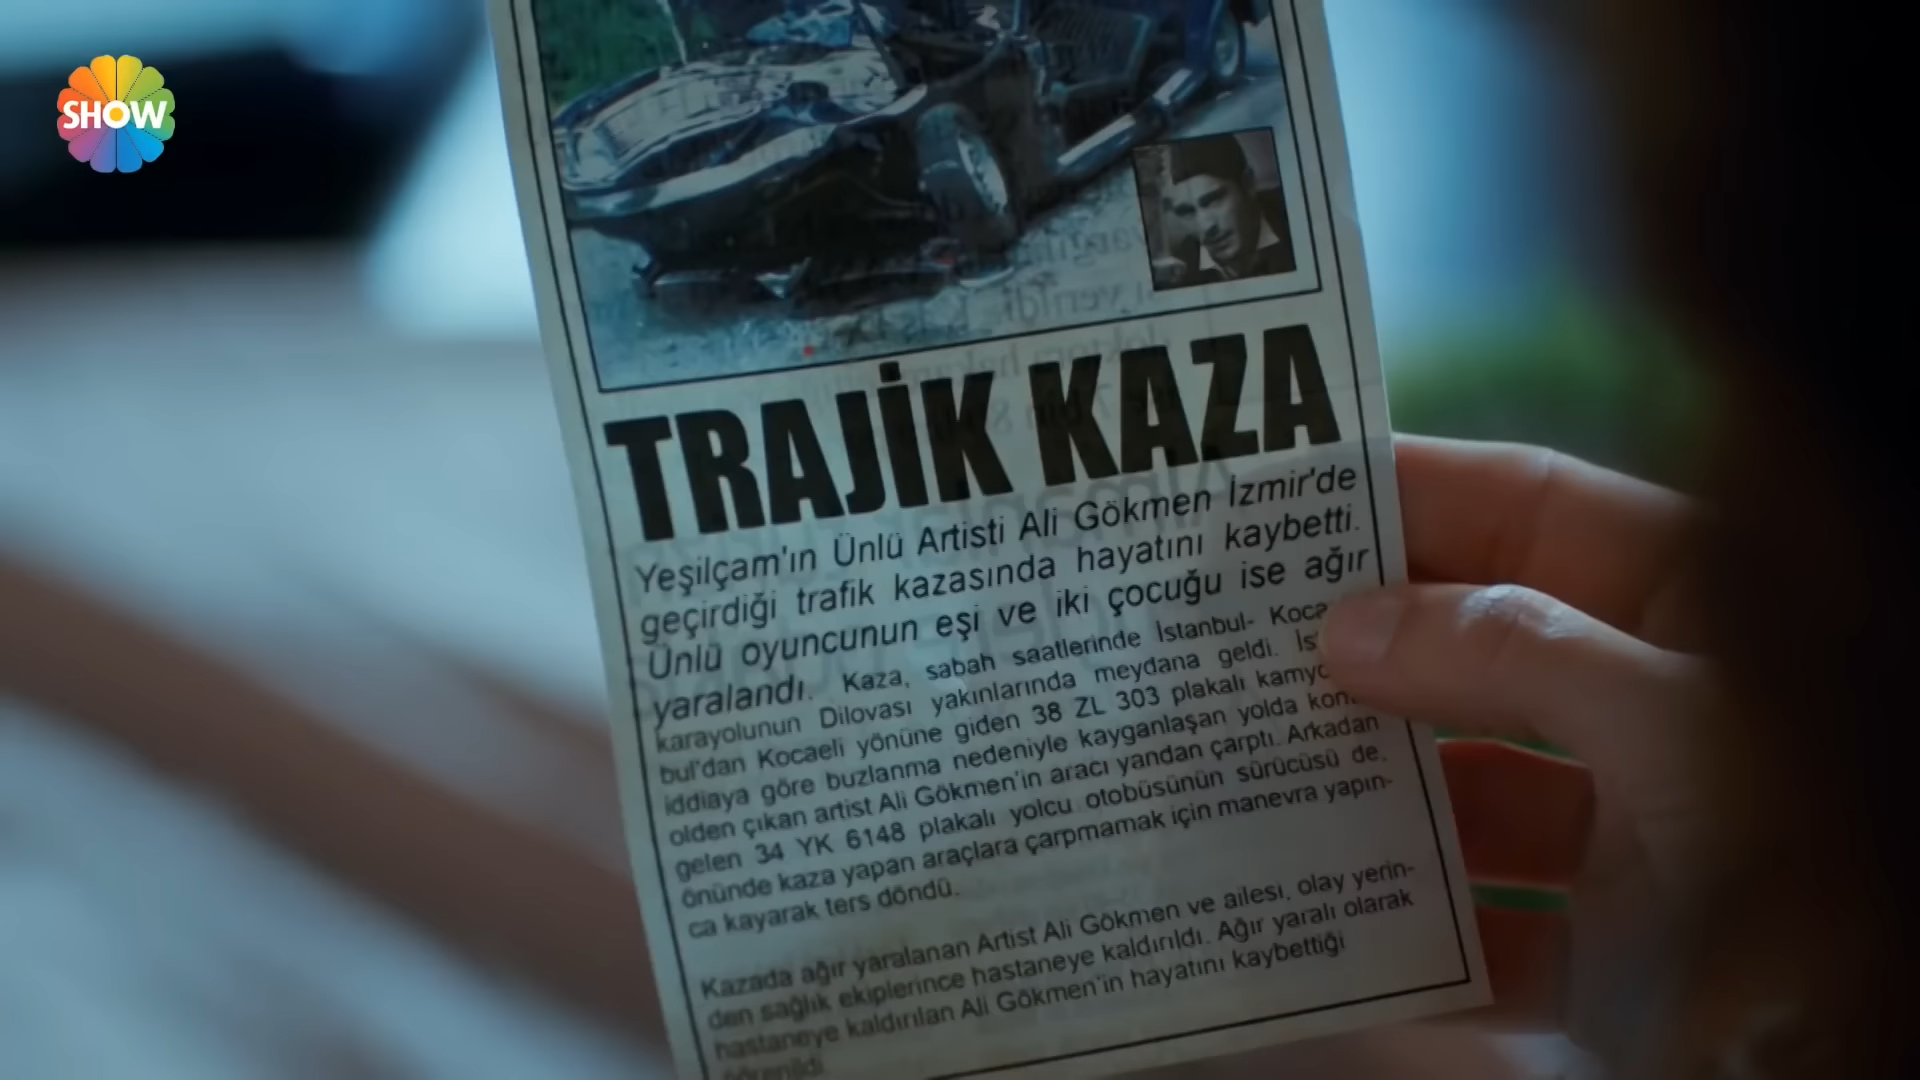 SHOW
TRAJİK KAZA
Yeşilçam'ın Ünlü Artisti Ali Gökmen İzmir'de
geçirdiği trafik kazasında hayatını kaybetti.
Ünlü oyuncunun eşi ve iki çocuğu ise ağır
yaralandı. Kaza, sabah saatlerinde İstanbul- Koca
karayolunun Dilovası yakınlarında meydana geldi. İs
bul'dan Kocaeli yönüne giden 38 ZL 303 plakalı kamyo
iddiaya göre buzlanma nedeniyle kayganlaşan yolda kon
olden çıkan artist Ali Gökmen'in aracı yandan çarptı. Arkadan
gelen 34 YK 6148 plakalı yolcu otobüsünün sürücüsü de,
önünde kaza yapan araçlara çarpmamak için manevra yapın-
ca kayarak ters döndü.
Kazada ağır yaralanan Artist Ali Gökmen ve ailesi, olay yerin-
den sağlık ekiplerince hastaneye kaldırıldı. Ağır yaralı olarak
hastaneye kaldırılan Ali Gökmen'in hayatını kaybettiği
öğrenildi.